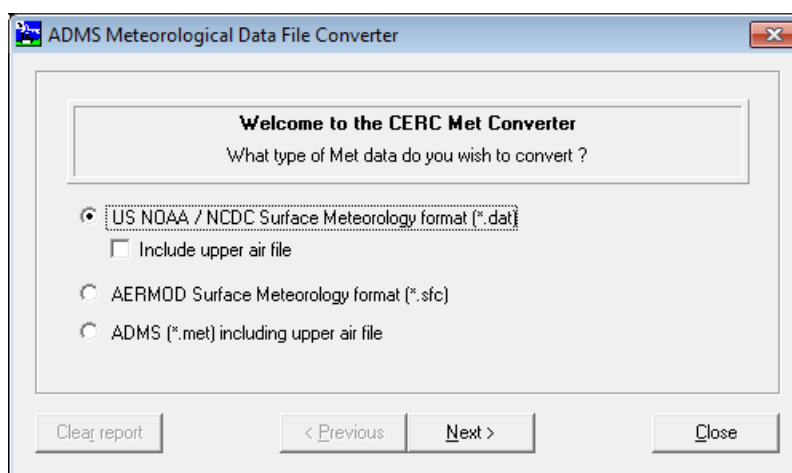 ADMS Meteorological Data File Converter
Welcome to the CERC Met Converter
What type of Met data do you wish to convert ?
US NOAA / NCDC Surface Meteorology format (*.dat)
Include upper air file
AERMOD Surface Meteorology format (*.sfc)
ADMS (*.met) including upper air file
Clear report
< Previous
Next >
Close